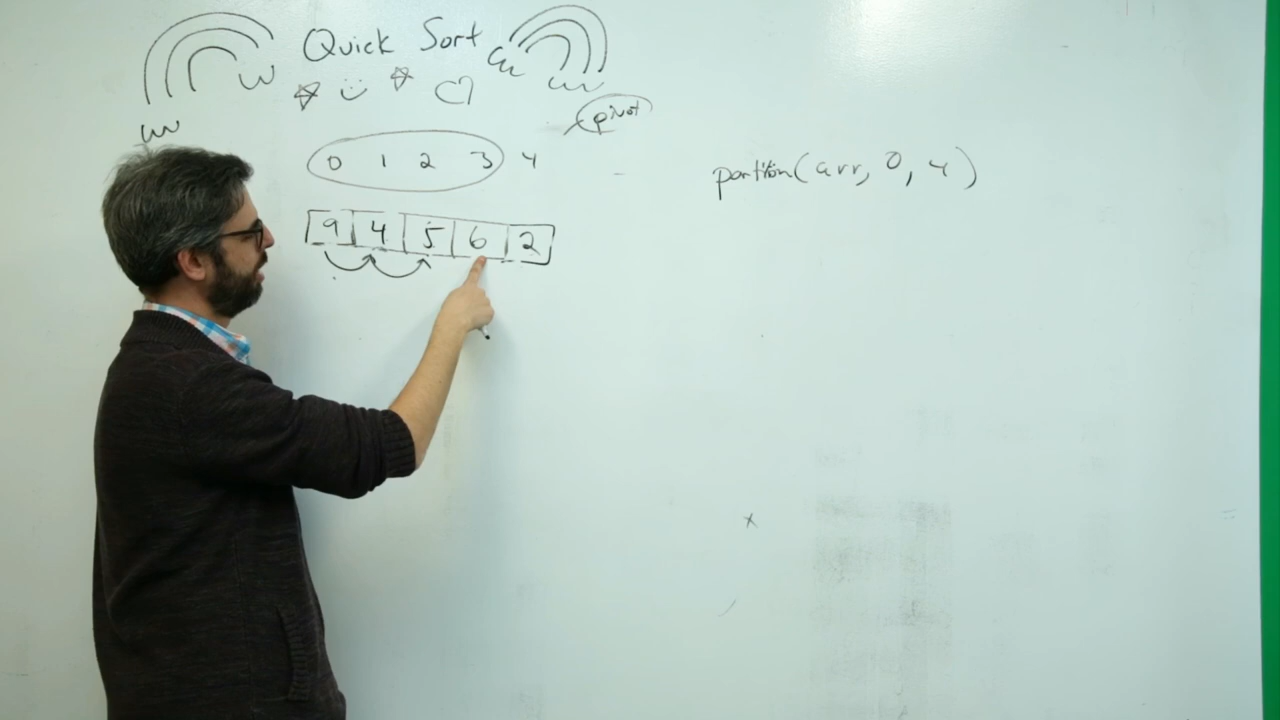 Quick Sort
pivot
0 1 2 3 4
partition(arr, 0, 4)
9 4 5 6 2